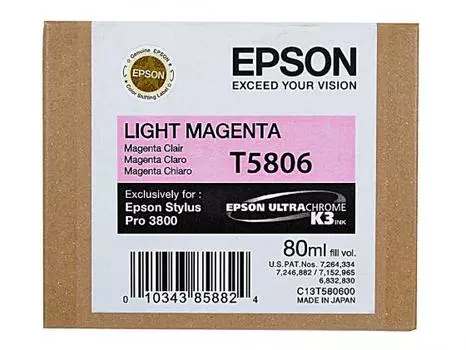 Genuine Epson
EPSON
Color Shifting Label
EPSON
EXCEED YOUR VISION
LIGHT MAGENTA
Magenta Clair
Magenta Claro
Magenta Chiaro
T5806
Exclusively for :
Epson Stylus
Pro 3800
EPSON ULTRACHROME
K3 INK
80ml fill vol.
U.S.PAT.Nos. 7,264,334
7,246,882 / 7,152,965
6,832,830
C13T580600
MADE IN JAPAN
0 10343 85882 4